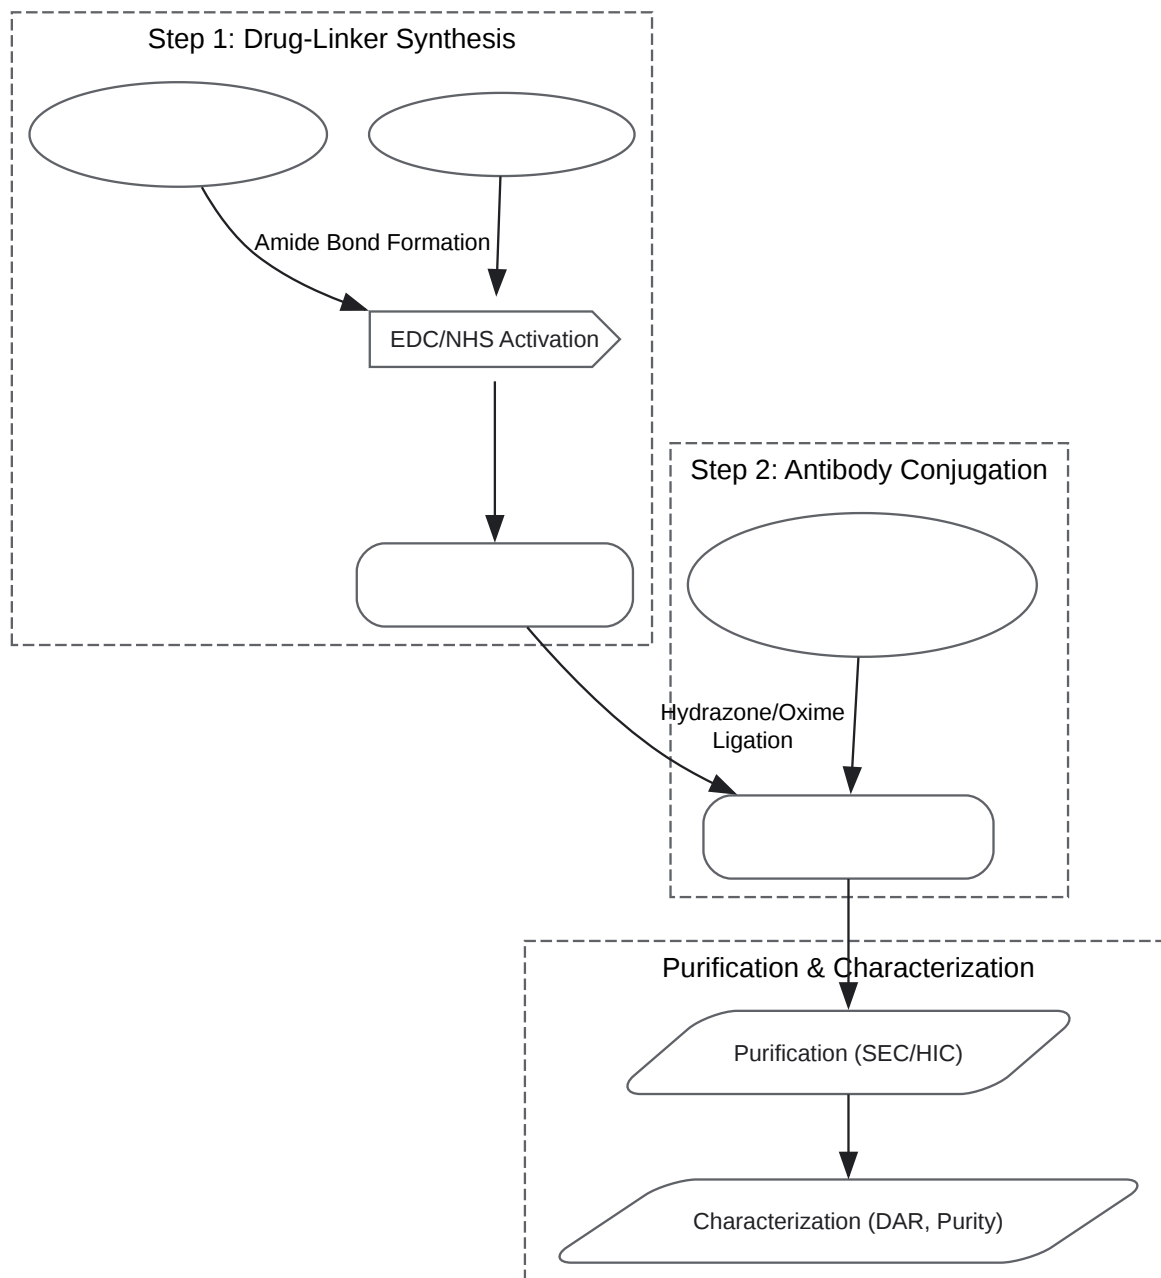 Step 1: Drug-Linker Synthesis
Amide Bond Formation
EDC/NHS Activation
Step 2: Antibody Conjugation
Hydrazone/Oxime
Ligation
Purification & Characterization
Purification (SEC/HIC)
Characterization (DAR, Purity)